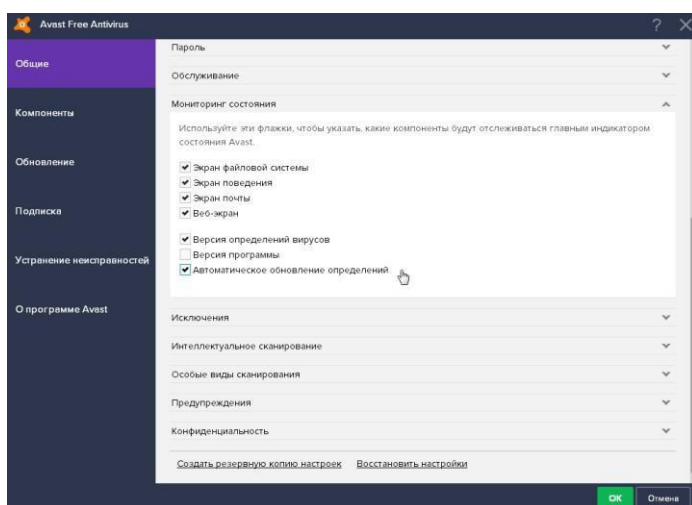 Avast Free Antivirus
?
Общие
Компоненты
Обновление
Подписка
Устранение неисправностей
О программе Avast
Пароль
Обслуживание
Мониторинг состояния
Используйте эти флажки, чтобы указать, какие компоненты будут отслеживаться главным индикатором
состояния Avast.
Экран файловой системы
Экран поведения
Экран почты
Веб-экран
Версия определений вирусов
Версия программы
Автоматическое обновление определений
Исключения
Интеллектуальное сканирование
Особые виды сканирования
Предупреждения
Конфиденциальность
Создать резервную копию настроек Восстановить настройки
ОК Отмена